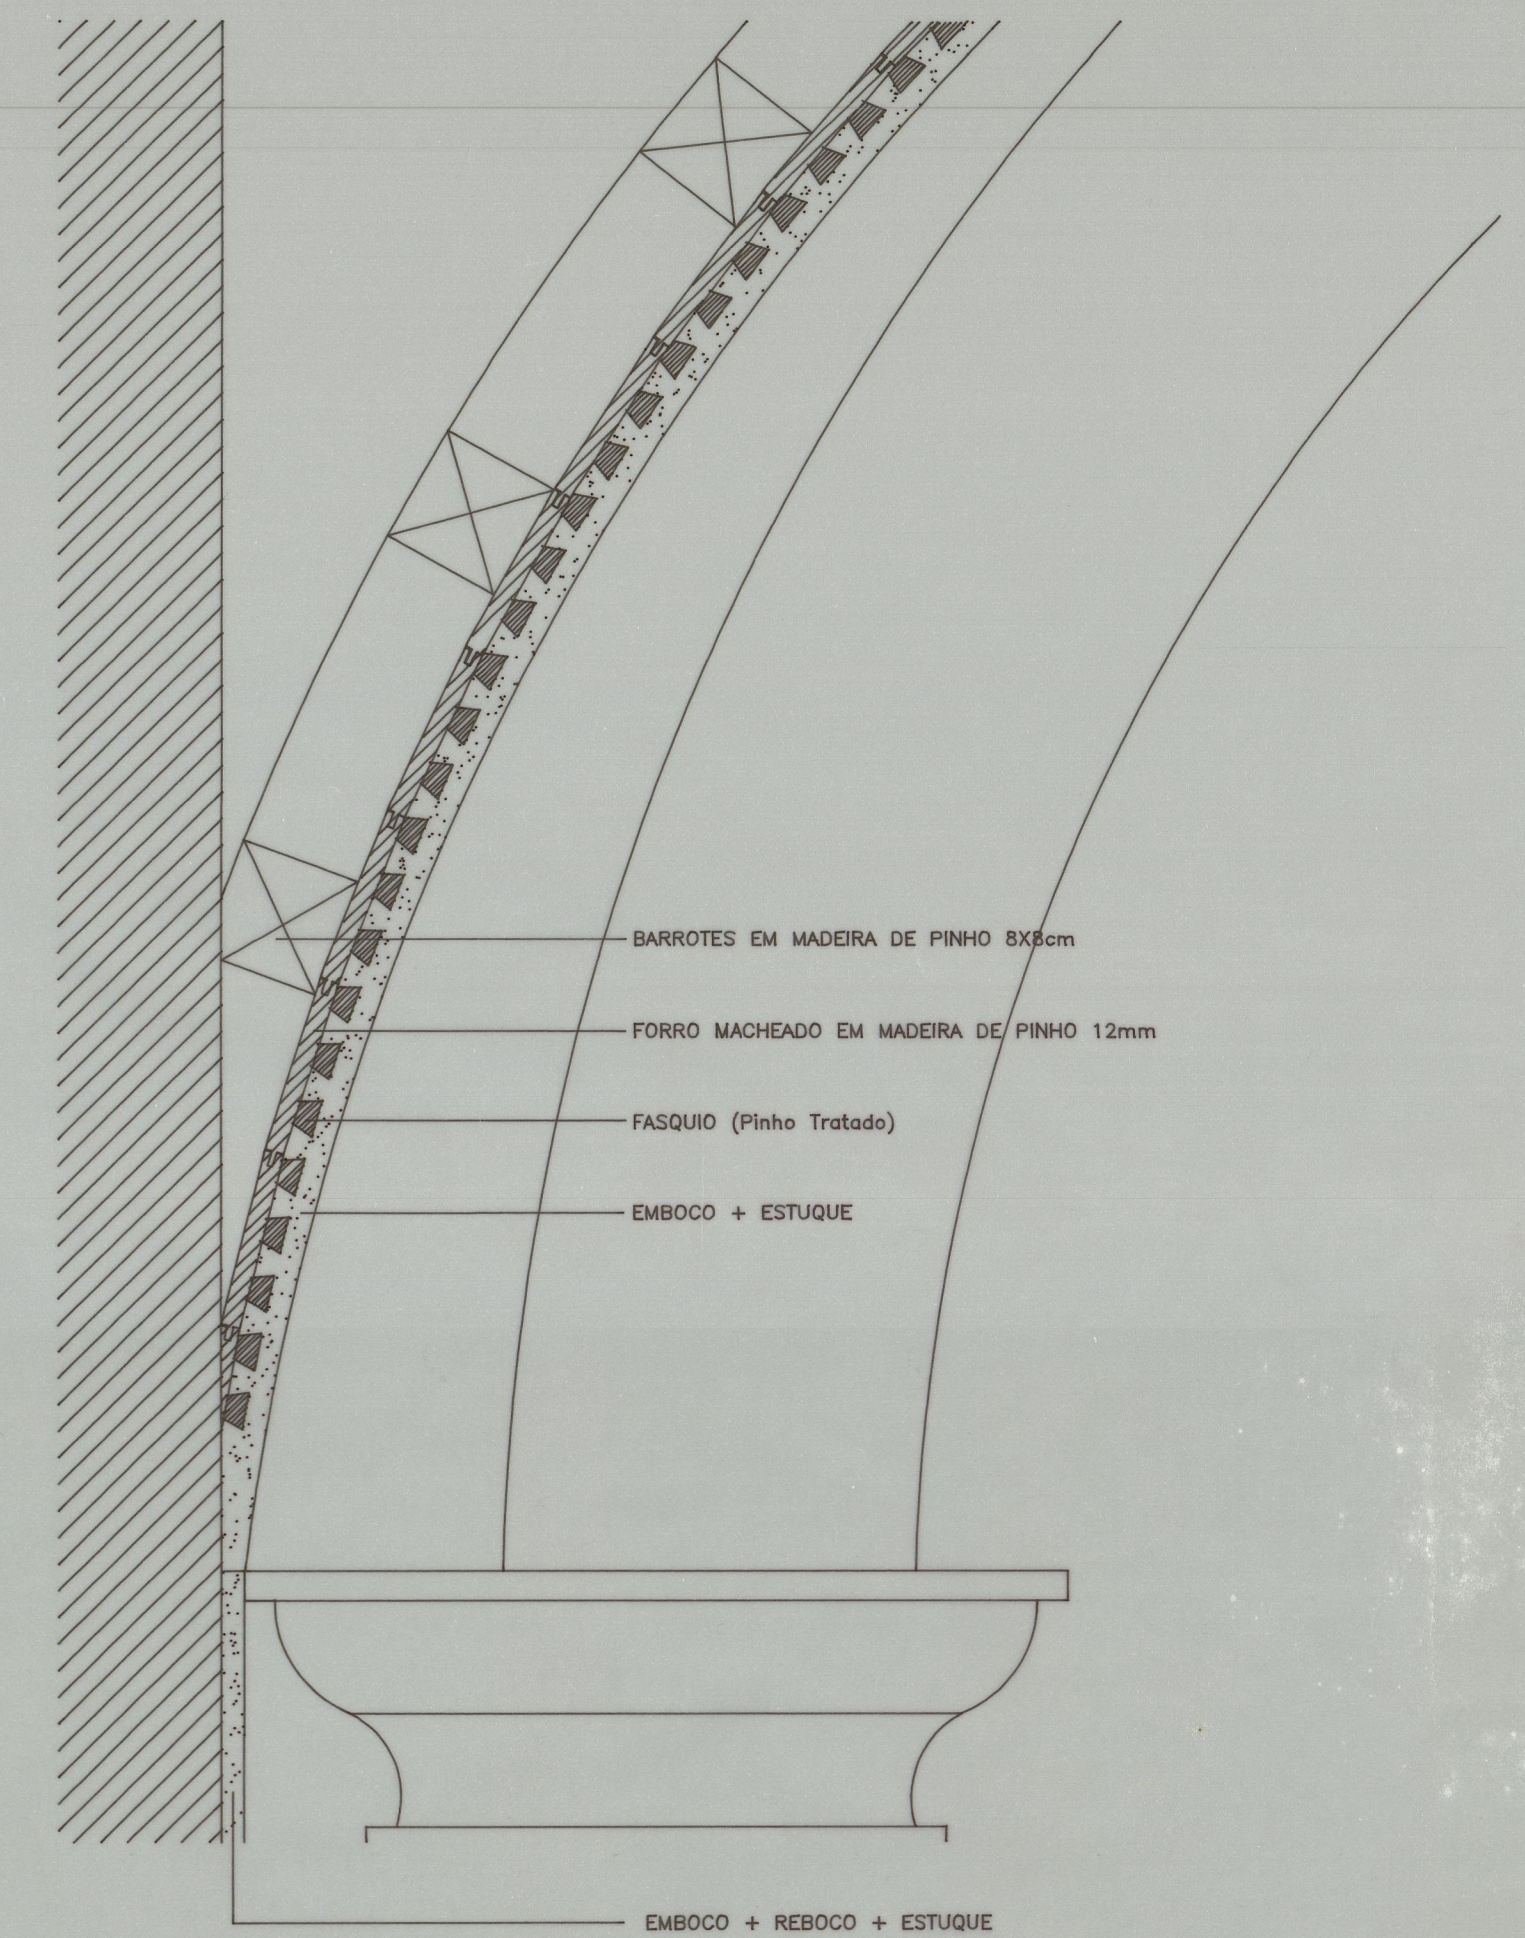 BARROTES EM MADEIRA DE PINHO 8X8cm
FORRO MACHEADO EM MADEIRA DE PINHO 12mm
FASQUIO (Pinho Tratado)
EMBOCO + ESTUQUE
EMBOCO + REBOCO + ESTUQUE